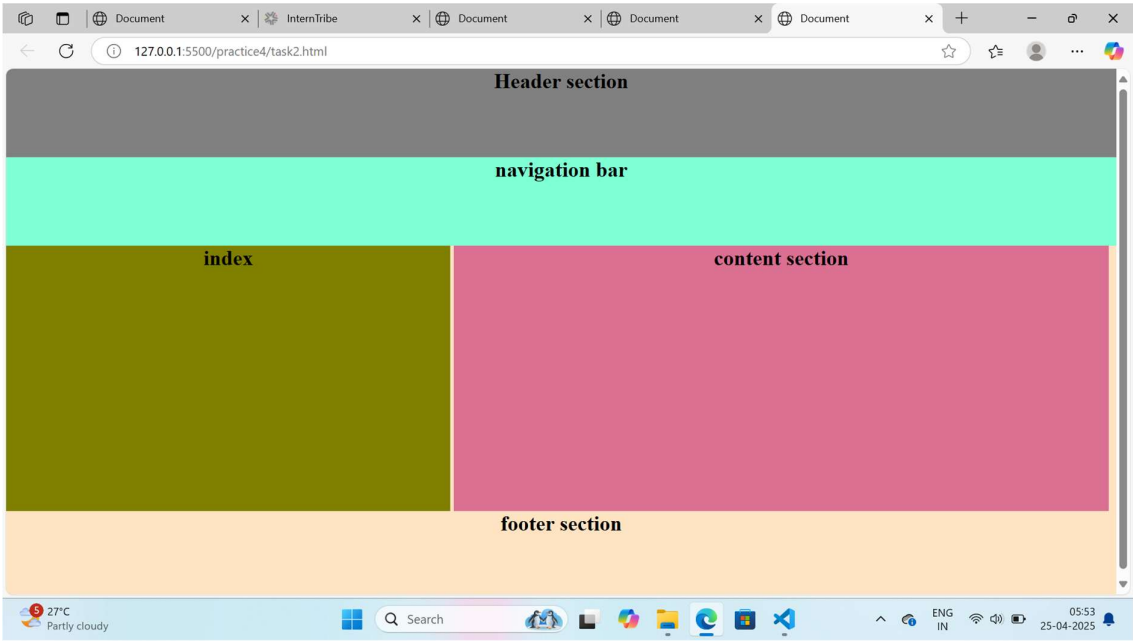 Document
InternTribe
Document
Document
Document
127.0.0.1:5500/practice4/task2.html
Header section
navigation bar
index
content section
footer section
5
27°C
Partly cloudy
Search
ENG
IN
05:53
25-04-2025